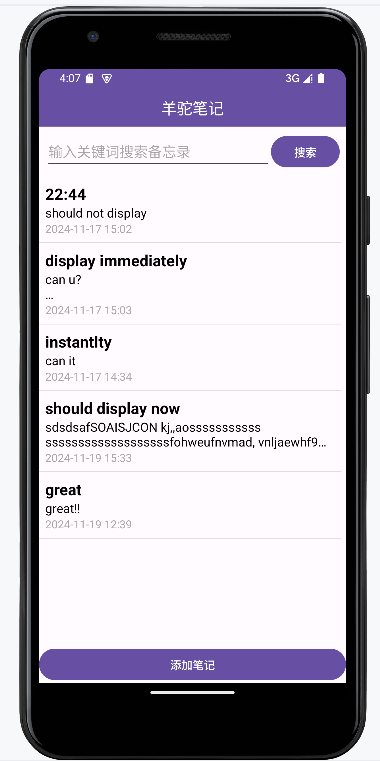 4:07
3G
羊驼笔记
输入关键词搜索备忘录
搜索
22:44
should not display
2024-11-17 15:02
display immediately
can u?
...
2024-11-17 15:03
instantlty
can it
2024-11-17 14:34
should display now
sdsdsafSOAISJCON kj,,aosssssssssss
sssssssssssssssssssfohweufnvmad, vnljaewhf9...
2024-11-19 15:33
great
great!!
2024-11-19 12:39
添加笔记